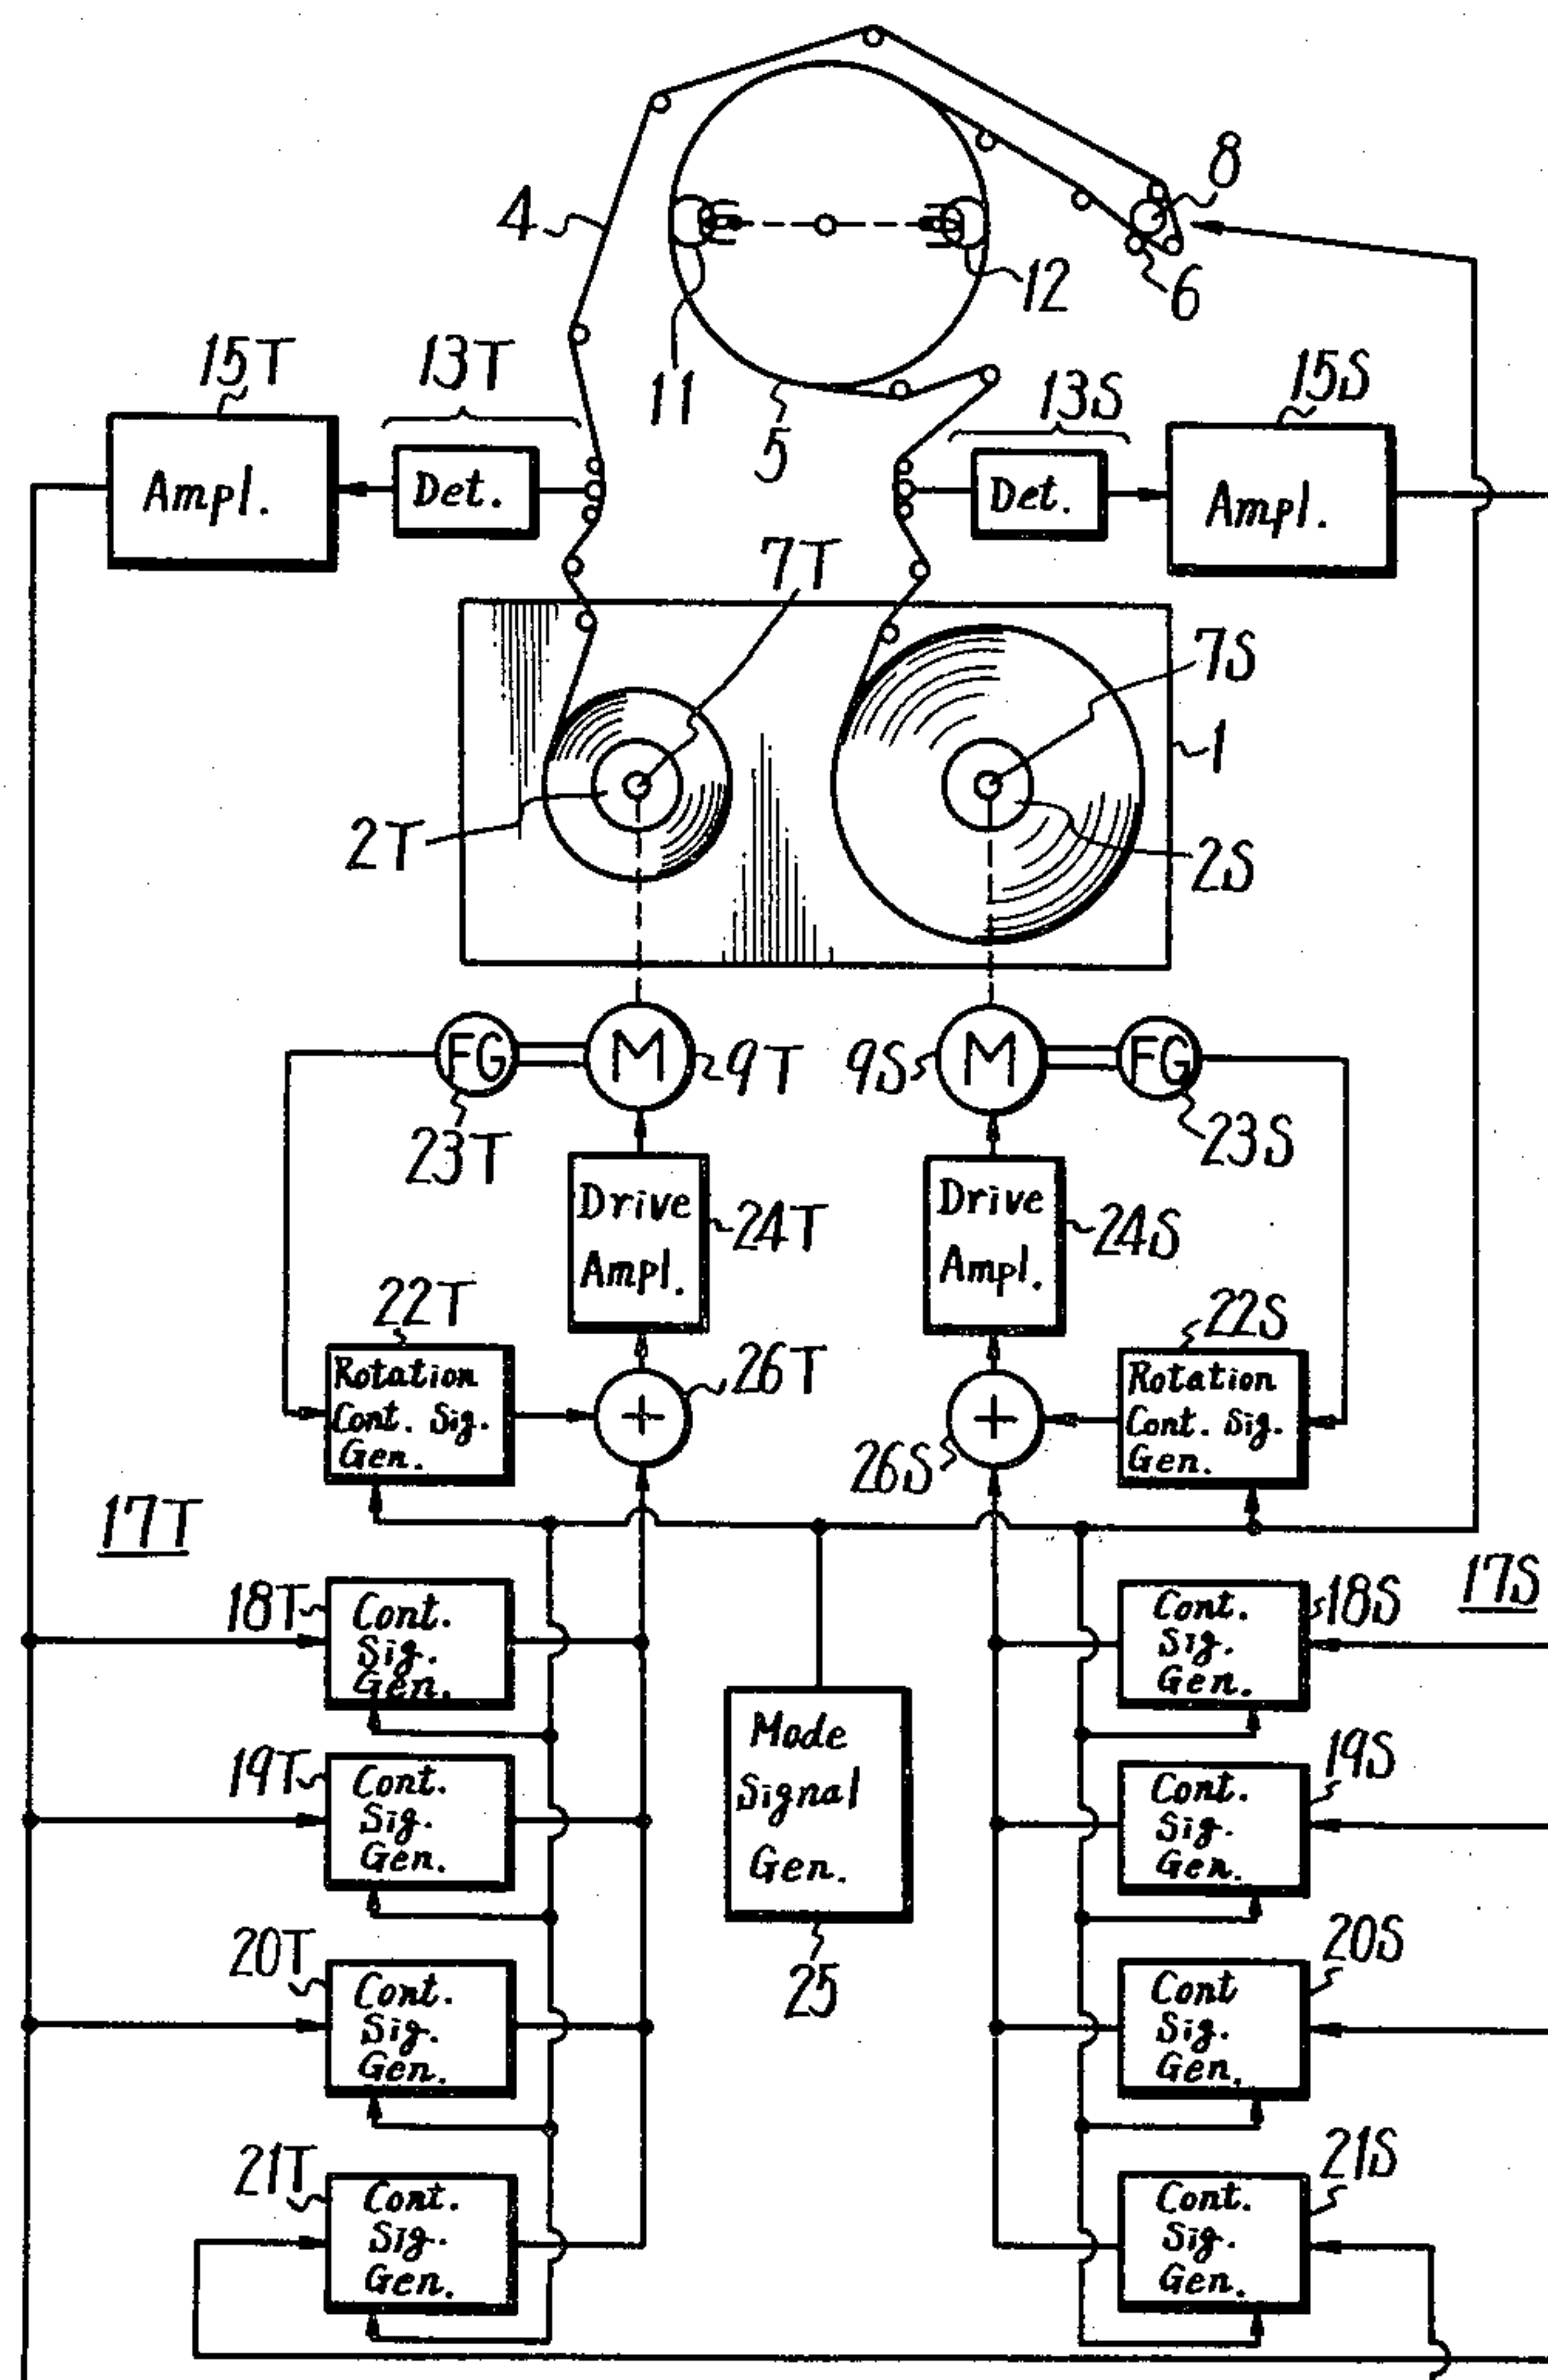 8
4
12
6
15T
13T
11
5
13S
15S
Ampl.
Det.
Det.
Ampl.
7T
7S
1
2T
2S
FG
M
9T
9S
M
FG
23T
23S
Drive
Ampl.
24T
Drive
Ampl.
24S
22T
22S
Rotation
Cont. Sig.
Gen.
+
26T
+
26S
Rotation
Cont. Sig.
Gen.
17T
17S
18T
Cont.
Sig.
Gen.
Cont.
Sig.
Gen.
18S
Mode
Signal
Gen.
25
19T
Cont.
Sig.
Gen.
Cont.
Sig.
Gen.
19S
20T
Cont.
Sig.
Gen.
Cont
Sig.
Gen.
20S
21T
Cont.
Sig.
Gen.
Cont.
Sig.
Gen.
21S